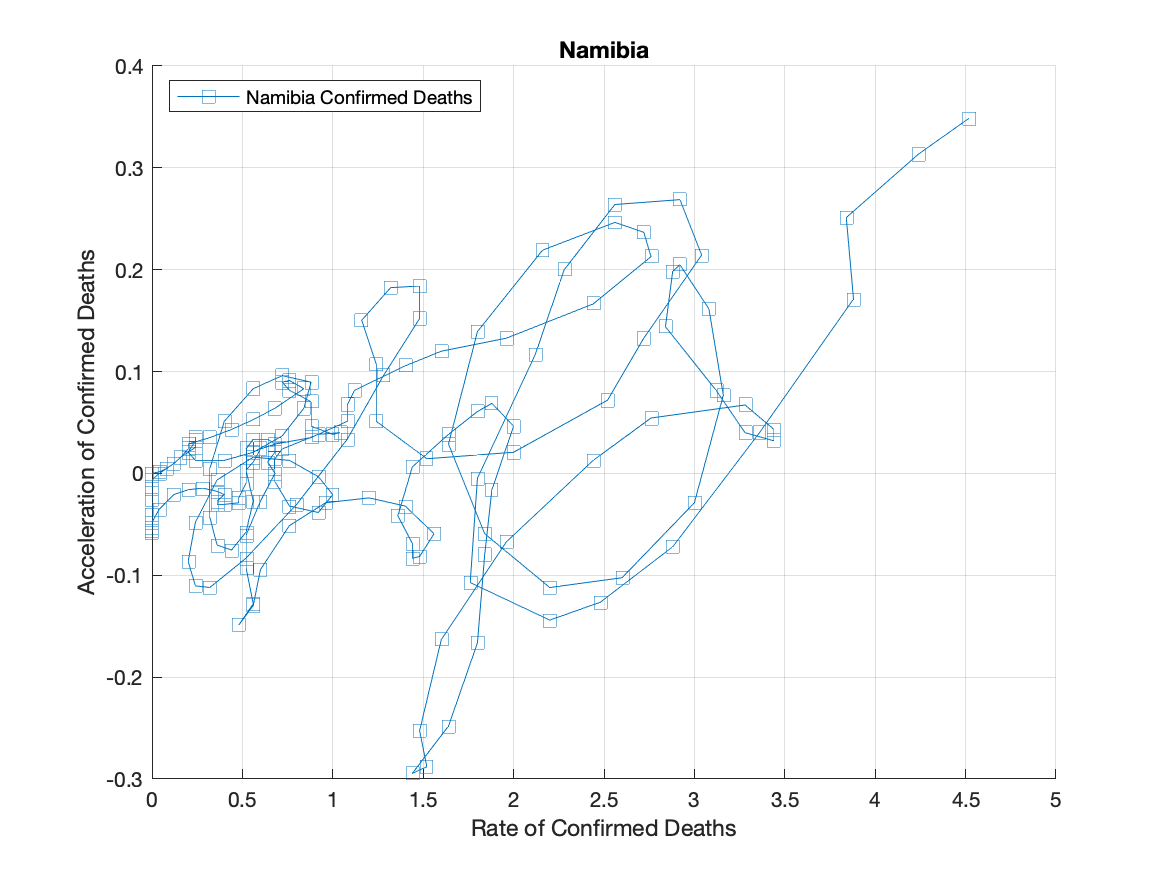 Namibia
0.4
Namibia Confirmed Deaths
0.3
0.2
0.1
0
-0.1
-0.2
-0.3
Acceleration of Confirmed Deaths
0 0.5 1 1.5 2 2.5 3 3.5 4 4.5 5
Rate of Confirmed Deaths